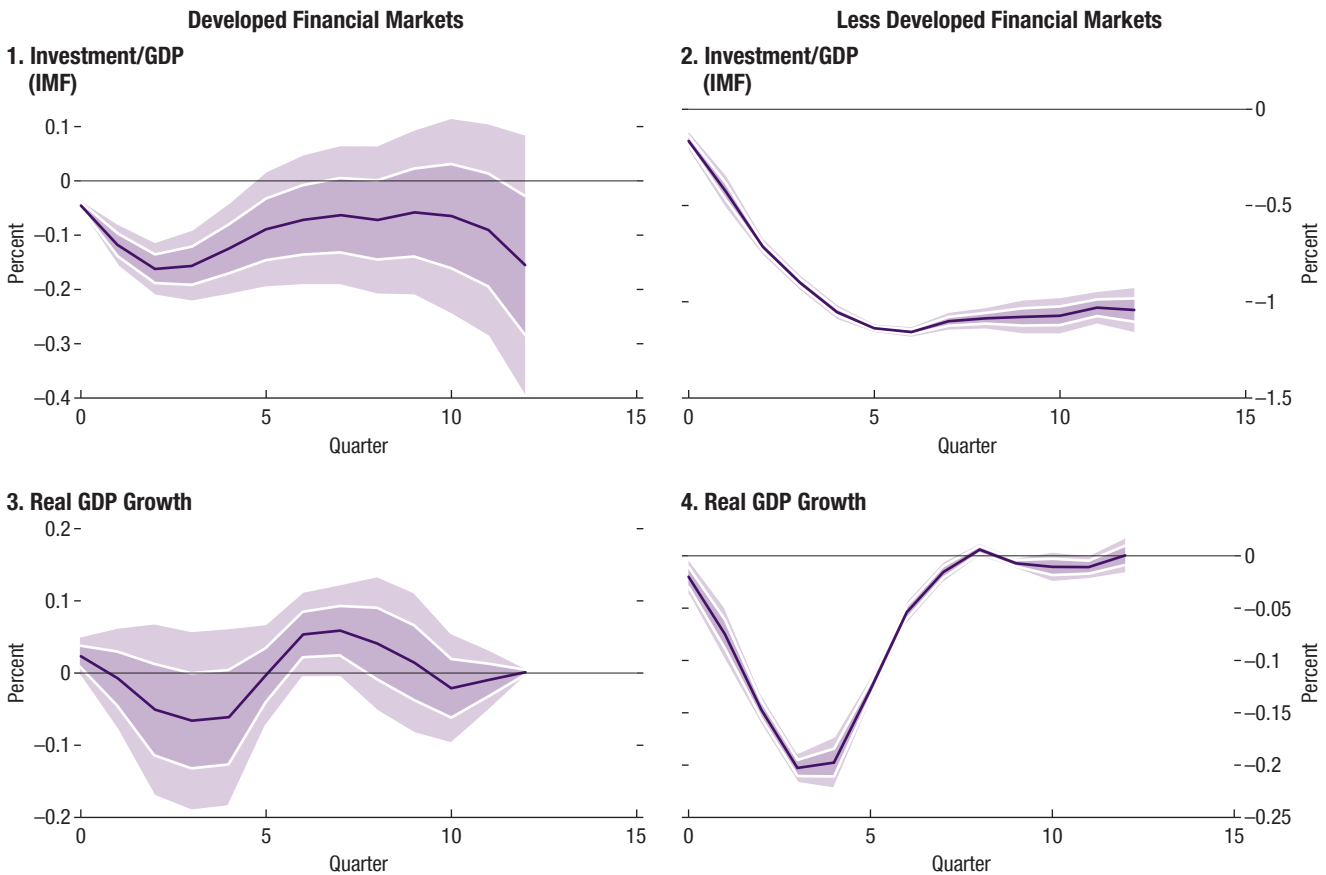 Developed Financial Markets
Less Developed Financial Markets
1. Investment/GDP
(IMF)
0.1
0
–0.1
–0.2
–0.3
–0.4
Percent
0
5
10
15
Quarter
2. Investment/GDP
(IMF)
0
–0.5
–1
–1.5
Percent
0
5
10
15
Quarter
3. Real GDP Growth
0.2
0.1
0
–0.1
–0.2
Percent
0
5
10
15
Quarter
4. Real GDP Growth
0
–0.05
–0.1
–0.15
–0.2
–0.25
Percent
0
5
10
15
Quarter